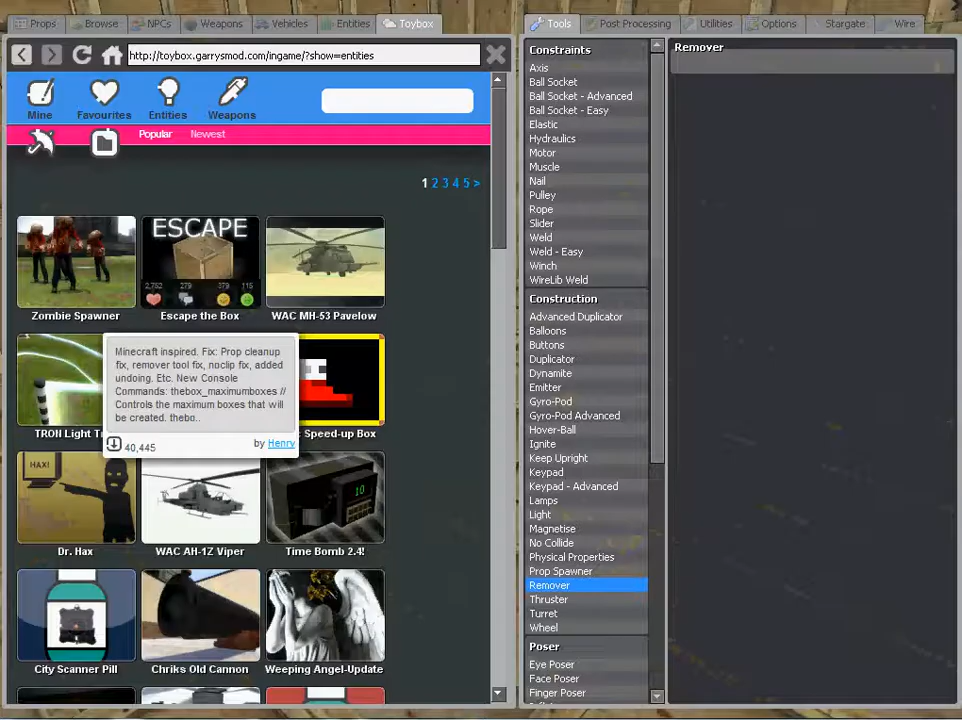 Props Browse NPCs Weapons Vehicles Entities Toybox
http://toybox.garrysmod.com/ingame/?show=entities
Mine Favourites Entities Weapons
Popular Newest
1 2 3 4 5 >
ESCAPE
2,752 279 379 115
Zombie Spawner Escape the Box WAC MH-53 Pavelow
Minecraft inspired. Fix: Prop cleanup
fix, remover tool fix, noclip fix, added
undoing. Etc. New Console
Commands: thebox_maximumboxes //
Controls the maximum boxes that will
be created. thebo..
40,445 by Henry
TRON Light Speed-up Box
HAX!
10
Dr. Hax WAC AH-1Z Viper Time Bomb 2.4!
City Scanner Pill Chriks Old Cannon Weeping Angel-Update
Tools Post Processing Utilities Options Stargate Wire
Constraints
Axis
Ball Socket
Ball Socket - Advanced
Ball Socket - Easy
Elastic
Hydraulics
Motor
Muscle
Nail
Pulley
Rope
Slider
Weld
Weld - Easy
Winch
WireLib Weld
Construction
Advanced Duplicator
Balloons
Buttons
Duplicator
Dynamite
Emitter
Gyro-Pod
Gyro-Pod Advanced
Hover-Ball
Ignite
Keep Upright
Keypad
Keypad - Advanced
Lamps
Light
Magnetise
No Collide
Physical Properties
Prop Spawner
Remover
Thruster
Turret
Wheel
Poser
Eye Poser
Face Poser
Finger Poser
Remover